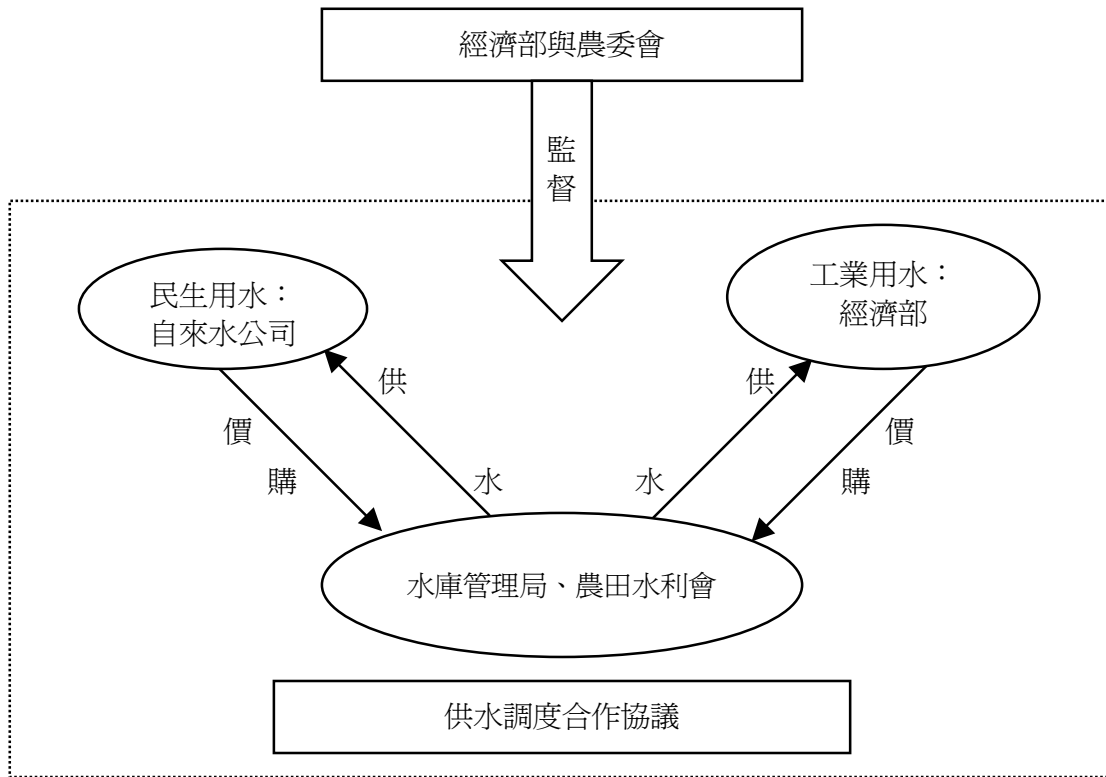 經濟部與農委會
監督
民生用水：
自來水公司
工業用水：
經濟部
價購
供水
供水
價購
水庫管理局、農田水利會
供水調度合作協議